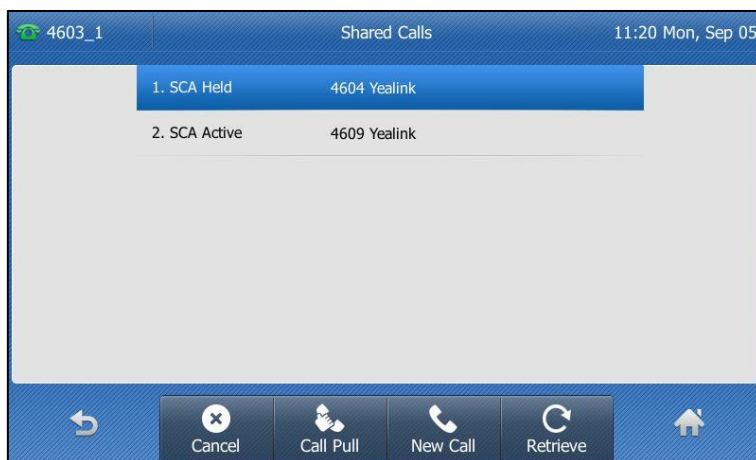 4603_1 Shared Calls 11:20 Mon, Sep 05
1. SCA Held 4604 Yealink
2. SCA Active 4609 Yealink
Cancel Call Pull New Call Retrieve